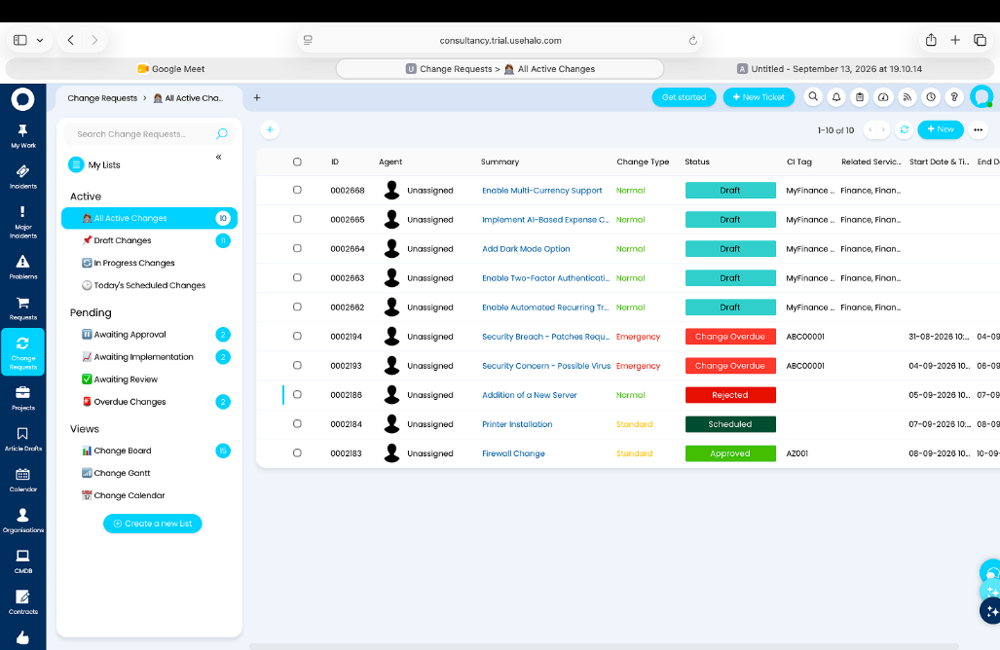 consultancy.trial.usehalo.com
Google Meet
U Change Requests > All Active Changes
A Untitled - September 13, 2026 at 19.10.14
Change Requests > All Active Cha...
+
Get started
+ New Ticket
My Work
Incidents
Major Incidents
Problems
Requests
Change Requests
Projects
Article Drafts
Calendar
Organisations
CMDB
Contracts
Search Change Requests...
«
My Lists
Active
All Active Changes 10
Draft Changes 11
In Progress Changes
Today's Scheduled Changes
Pending
Awaiting Approval 2
Awaiting Implementation 2
Awaiting Review
Overdue Changes 2
Views
Change Board 15
Change Gantt
Change Calendar
Create a new List
+
1-10 of 10
+ New
ID Agent Summary Change Type Status CI Tag Related Servic... Start Date & Ti... End D
0002668 Unassigned Enable Multi-Currency Support Normal Draft MyFinance ... Finance, Finan...
0002665 Unassigned Implement AI-Based Expense C... Normal Draft MyFinance ... Finance, Finan...
0002664 Unassigned Add Dark Mode Option Normal Draft MyFinance ... Finance, Finan...
0002663 Unassigned Enable Two-Factor Authenticati... Normal Draft MyFinance ... Finance, Finan...
0002662 Unassigned Enable Automated Recurring Tr... Normal Draft MyFinance ... Finance, Finan...
0002194 Unassigned Security Breach - Patches Requ... Emergency Change Overdue ABC00001 31-08-2026 10:... 04-09
0002193 Unassigned Security Concern - Possible Virus Emergency Change Overdue ABC00001 04-09-2026 10... 06-09
0002186 Unassigned Addition of a New Server Normal Rejected 05-09-2026 10... 07-09
0002184 Unassigned Printer Installation Standard Scheduled 07-09-2026 10:... 08-09
0002183 Unassigned Firewall Change Standard Approved AZ001 08-09-2026 10... 10-09-